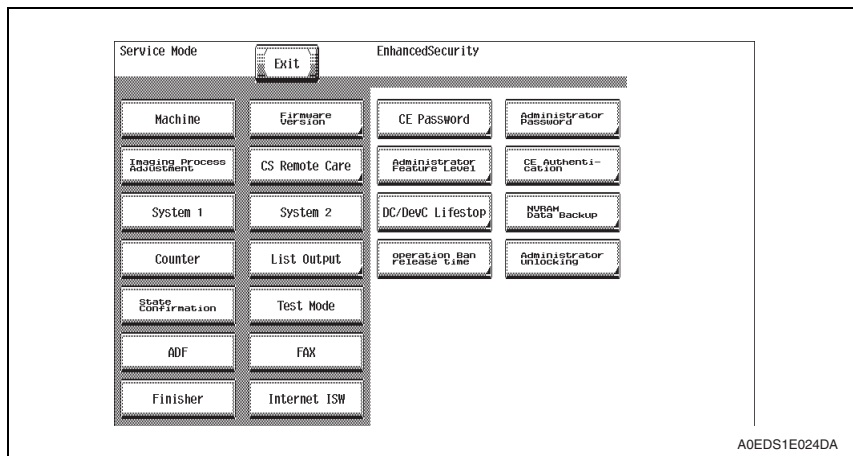 Service Mode
Exit
EnhancedSecurity
Machine
Firmware
Version
CE Password
Administrator
Password
Imaging Process
Adjustment
CS Remote Care
Administrator
Feature Level
CE Authenti-
cation
System 1
System 2
DC/DevC Lifestop
NVRAM
Data Backup
Counter
List Output
operation Ban
release time
Administrator
unlocking
State
Confirmation
Test Mode
ADF
FAX
Finisher
Internet ISW
A0EDS1E024DA